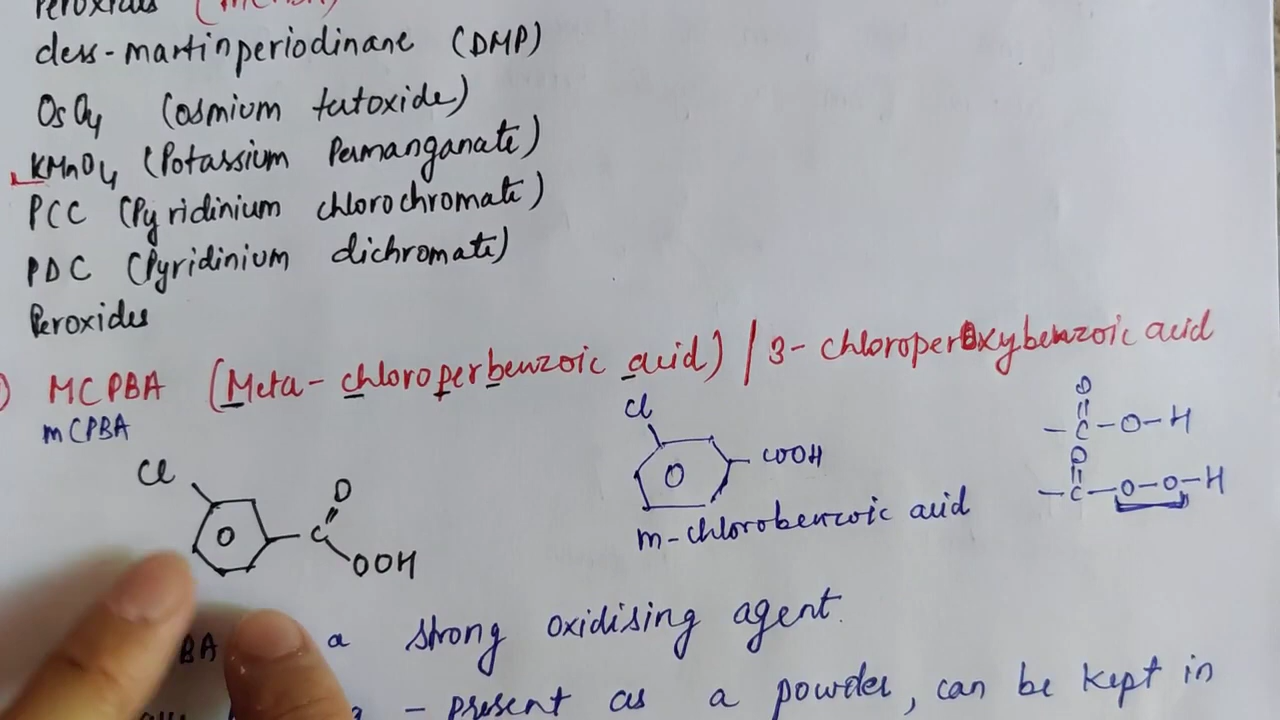 Peroxides
dess-martinperiodinane (DMP)
OsO4 (osmium tetoxide)
KMnO4 (Potassium Permanganate)
PCC (Pyridinium chlorochromate)
PDC (Pyridinium dichromate)
Peroxides
) MCPBA (Meta-chloroperbenzoic acid) / 3-chloroperoxybenzoic acid
mCPBA
Cl
O
C
OOH
Cl
COOH
m-chlorobenzoic acid
O
-C-O-H
O
-C-O-O-H
BA a strong oxidising agent.
- present as a powder, can be kept in